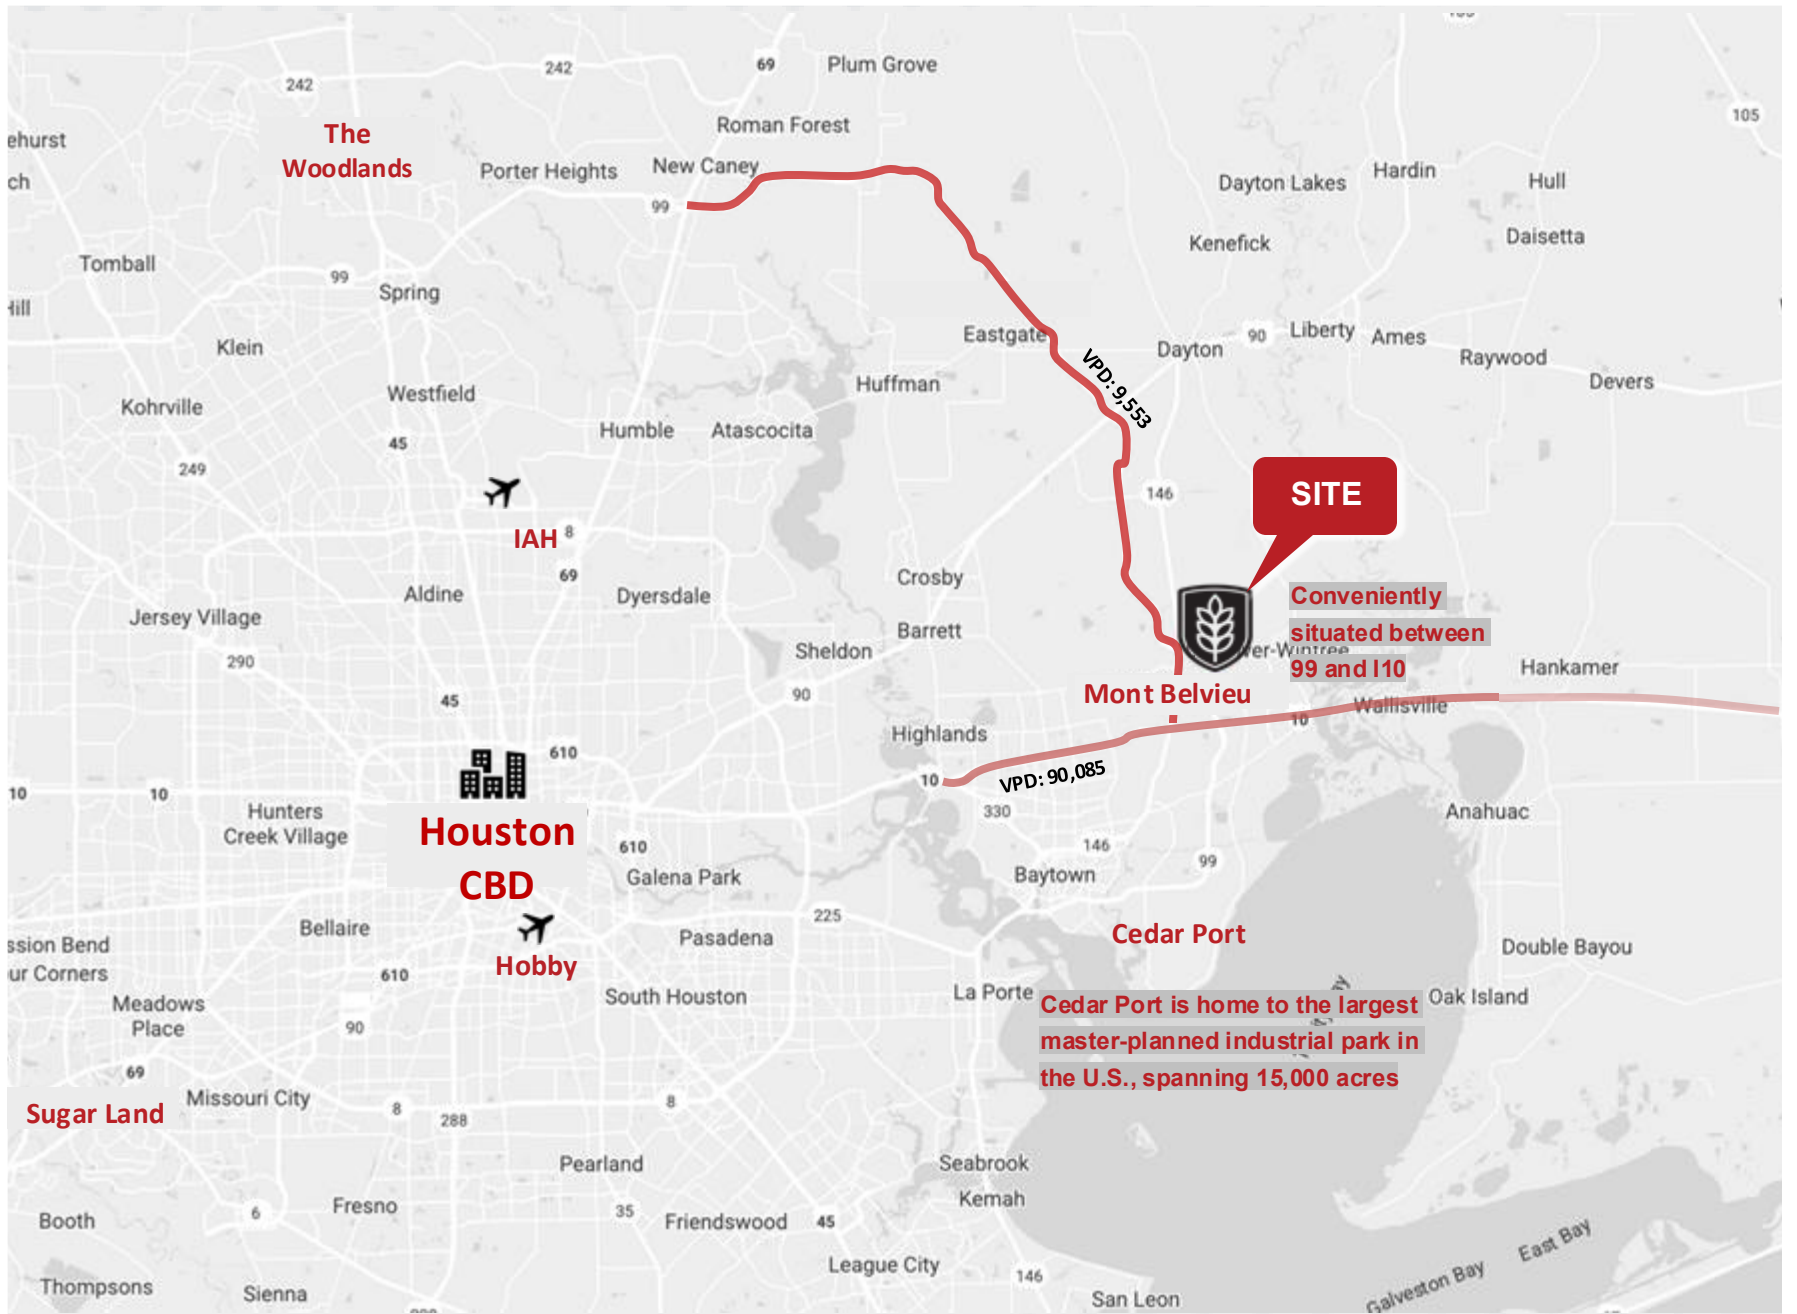 242
242
69
Plum Grove
105
Roman Forest
ehurst
The
Woodlands
ch
Porter Heights
New Caney
99
Dayton Lakes
Hardin
Hull
Kenefick
Daisetta
Tomball
99
Spring
Hill
Klein
Eastgate
Dayton
90
Liberty
Ames
Raywood
Devers
VPD: 9,553
Westfield
Huffman
Kohrville
45
Humble
Atascocita
249
146
SITE
IAH
8
69
Crosby
Aldine
Dyersdale
Conveniently
situated between
99 and I10
Jersey Village
Barrett
Sheldon
ver-Wintree
Hankamer
290
45
90
Mont Belvieu
Wallisville
10
Highlands
610
10
VPD: 90,085
10
10
330
Hunters
Creek Village
Houston
CBD
610
146
99
Anahuac
Galena Park
Baytown
225
Bellaire
Pasadena
Cedar Port
ssion Bend
ur Corners
Hobby
610
Double Bayou
Meadows
Place
South Houston
La Porte
Oak Island
Cedar Port is home to the largest
master-planned industrial park in
the U.S., spanning 15,000 acres
90
69
Missouri City
Sugar Land
8
288
8
Pearland
Seabrook
Kemah
Booth
6
Fresno
35
Friendswood
45
League City
East Bay
Galveston Bay
Thompsons
Sienna
146
San Leon